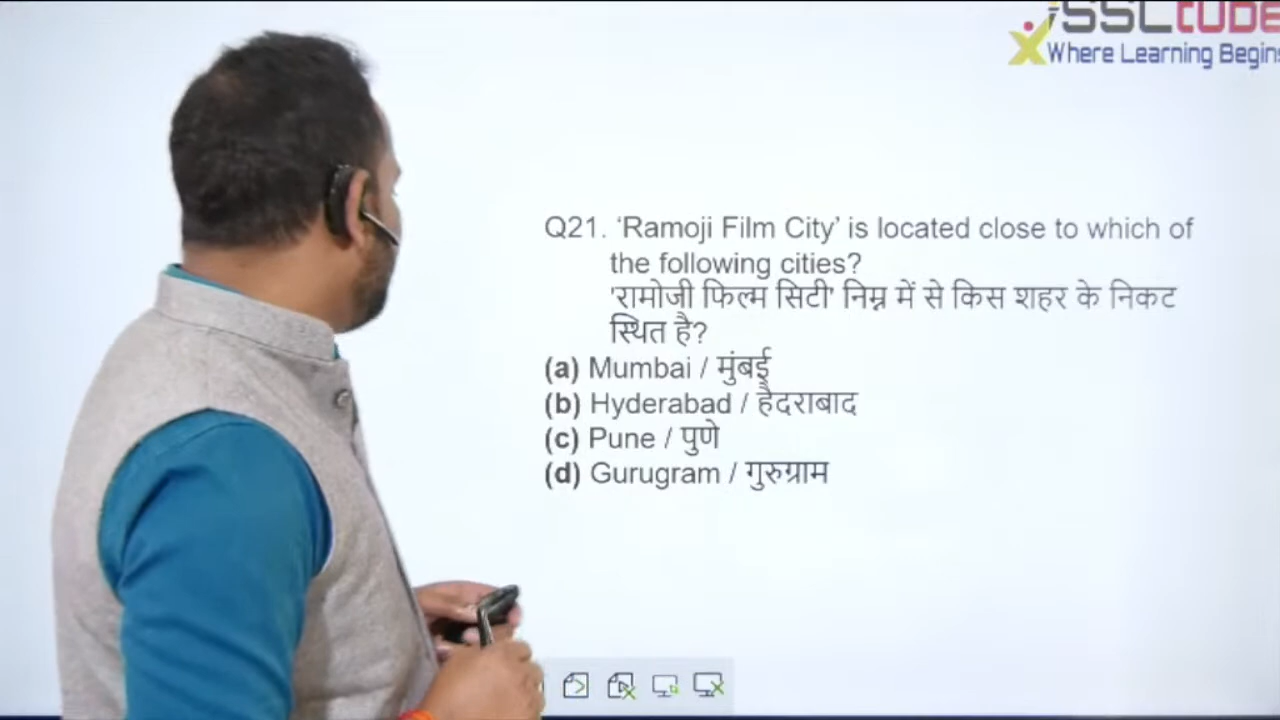 SSCtube
Where Learning Begins
Q21. ‘Ramoji Film City’ is located close to which of
the following cities?
'रामोजी फिल्म सिटी' निम्न में से किस शहर के निकट
स्थित है?
(a) Mumbai / मुंबई
(b) Hyderabad / हैदराबाद
(c) Pune / पुणे
(d) Gurugram / गुरुग्राम